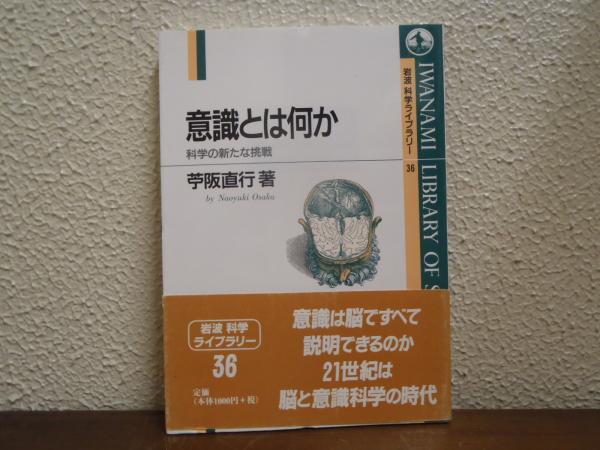 意識とは何か
科学の新たな挑戦
苧阪直行 著
by Naoyuki Osaka
岩波 科学ライブラリー
36
IWANAMI LIBRARY OF S
岩波 科学
ライブラリー
36
定価
（本体1000円+税）
意識は脳ですべて
説明できるのか
21世紀は
脳と意識科学の時代